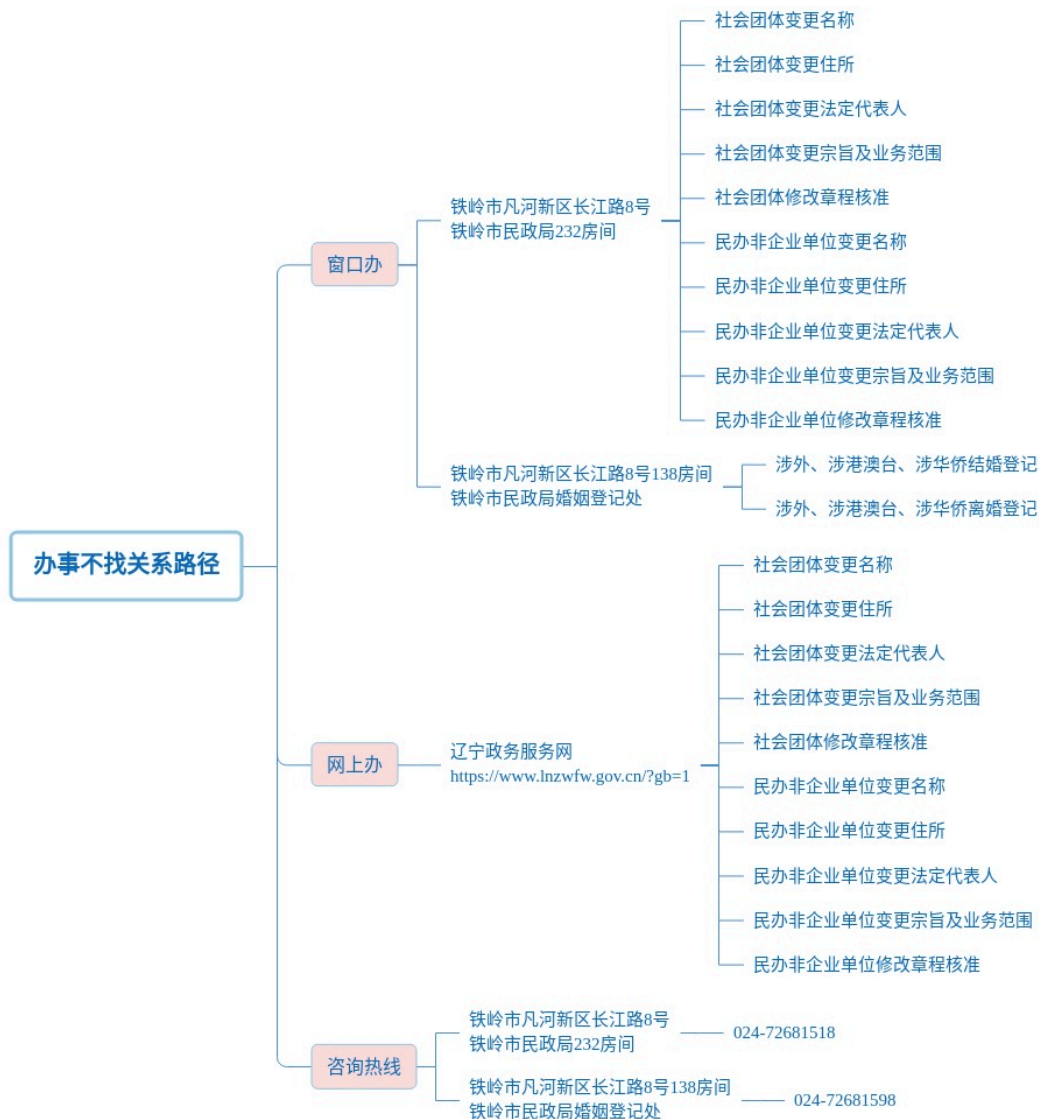 办事不找关系路径
窗口办
铁岭市凡河新区长江路8号
铁岭市民政局232房间
社会团体变更名称
社会团体变更住所
社会团体变更法定代表人
社会团体变更宗旨及业务范围
社会团体修改章程核准
民办非企业单位变更名称
民办非企业单位变更住所
民办非企业单位变更法定代表人
民办非企业单位变更宗旨及业务范围
民办非企业单位修改章程核准
铁岭市凡河新区长江路8号138房间
铁岭市民政局婚姻登记处
涉外、涉港澳台、涉华侨结婚登记
涉外、涉港澳台、涉华侨离婚登记
网上办
辽宁政务服务网
https://www.lnzwfw.gov.cn/?gb=1
社会团体变更名称
社会团体变更住所
社会团体变更法定代表人
社会团体变更宗旨及业务范围
社会团体修改章程核准
民办非企业单位变更名称
民办非企业单位变更住所
民办非企业单位变更法定代表人
民办非企业单位变更宗旨及业务范围
民办非企业单位修改章程核准
咨询热线
铁岭市凡河新区长江路8号
铁岭市民政局232房间
024-72681518
铁岭市凡河新区长江路8号138房间
铁岭市民政局婚姻登记处
024-72681598